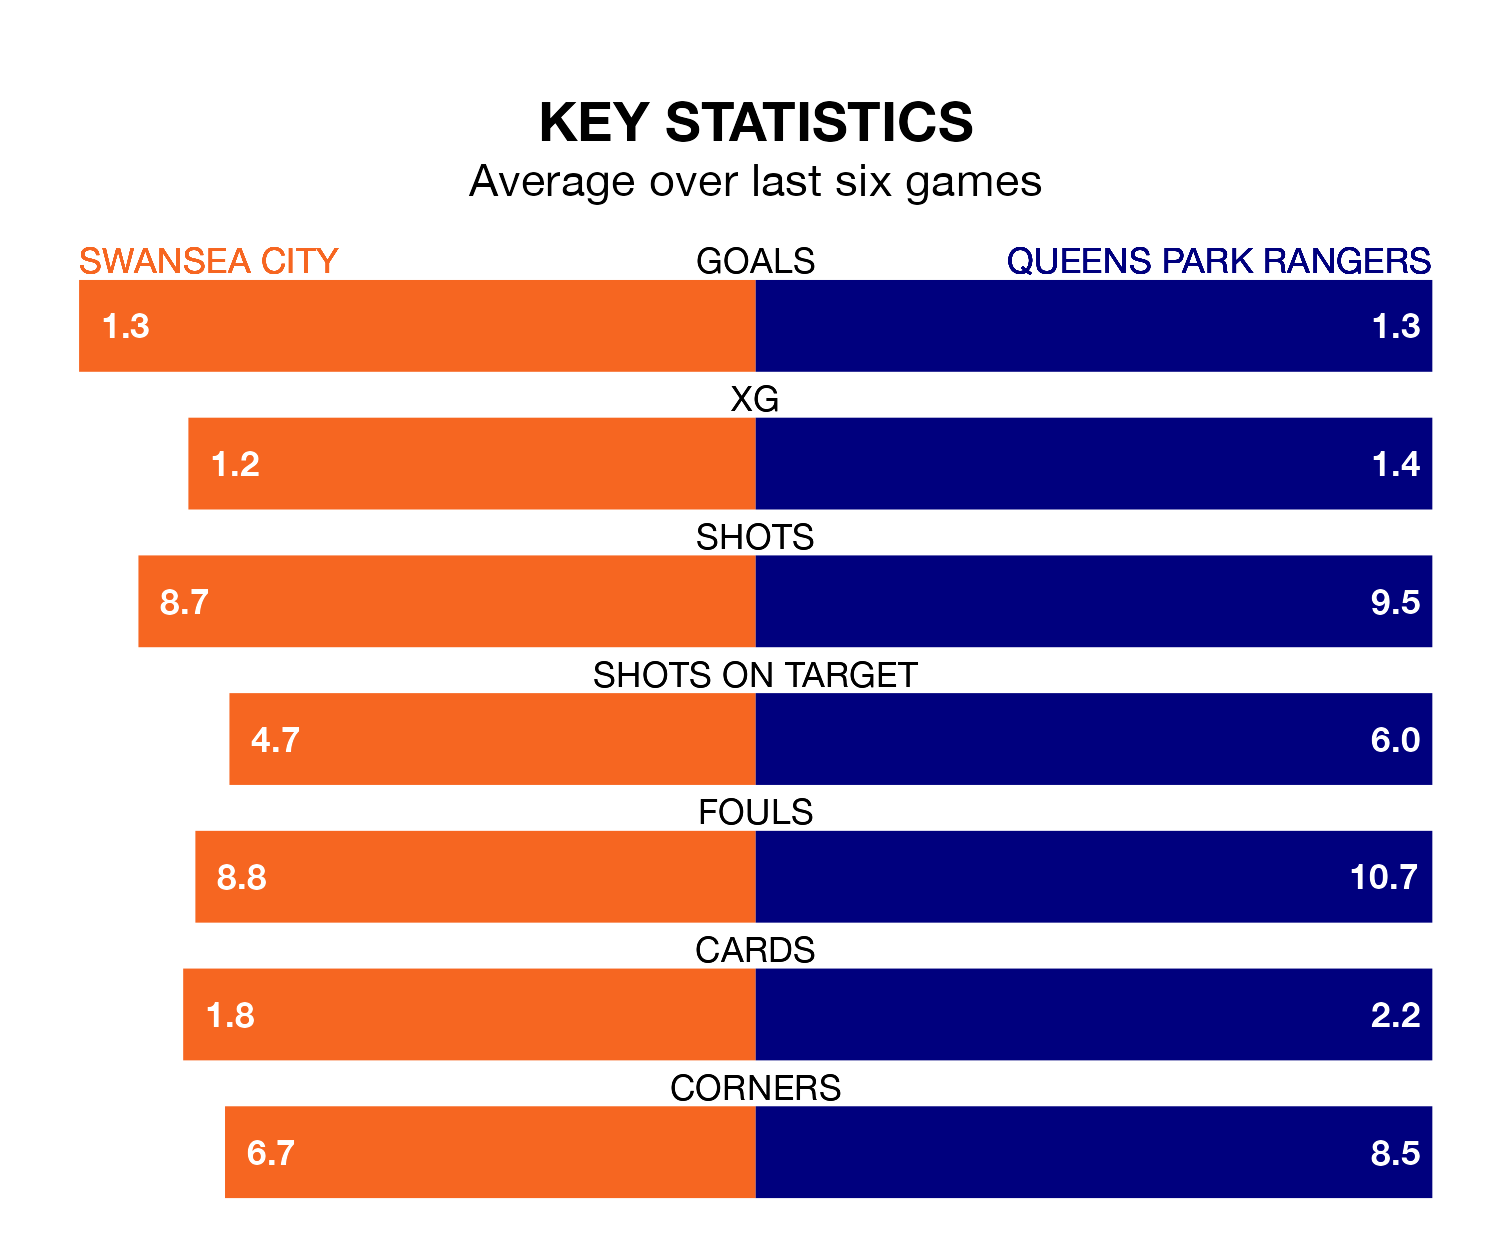 KEY STATISTICS
Average over last six games
SWANSEA CITY GOALS QUEENS PARK RANGERS
1.3 1.3
XG
1.2 1.4
SHOTS
8.7 9.5
SHOTS ON TARGET
4.7 6.0
FOULS
8.8 10.7
CARDS
1.8 2.2
CORNERS
6.7 8.5